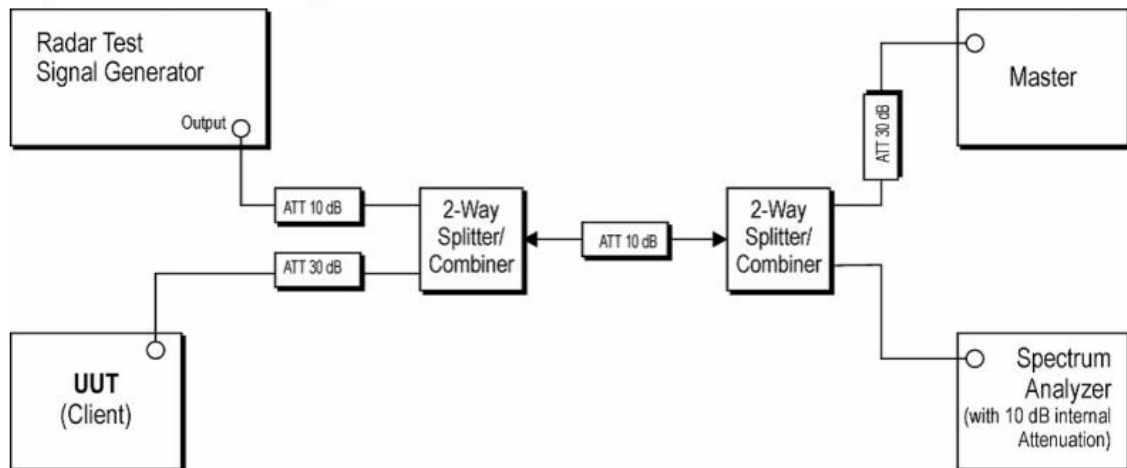 Radar Test
Signal Generator
Output
ATT 10 dB
ATT 30 dB
UUT
(Client)
2-Way
Splitter/
Combiner
ATT 10 dB
2-Way
Splitter/
Combiner
ATT 30 dB
Master
Spectrum
Analyzer
(with 10 dB internal
Attenuation)